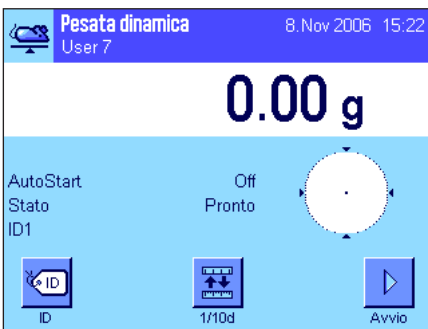 Pesata dinamica 8.Nov 2006 15:22
User 7
0.00 g
AutoStart Off
Stato Pronto
ID1
ID
ID 1/10d Avvio